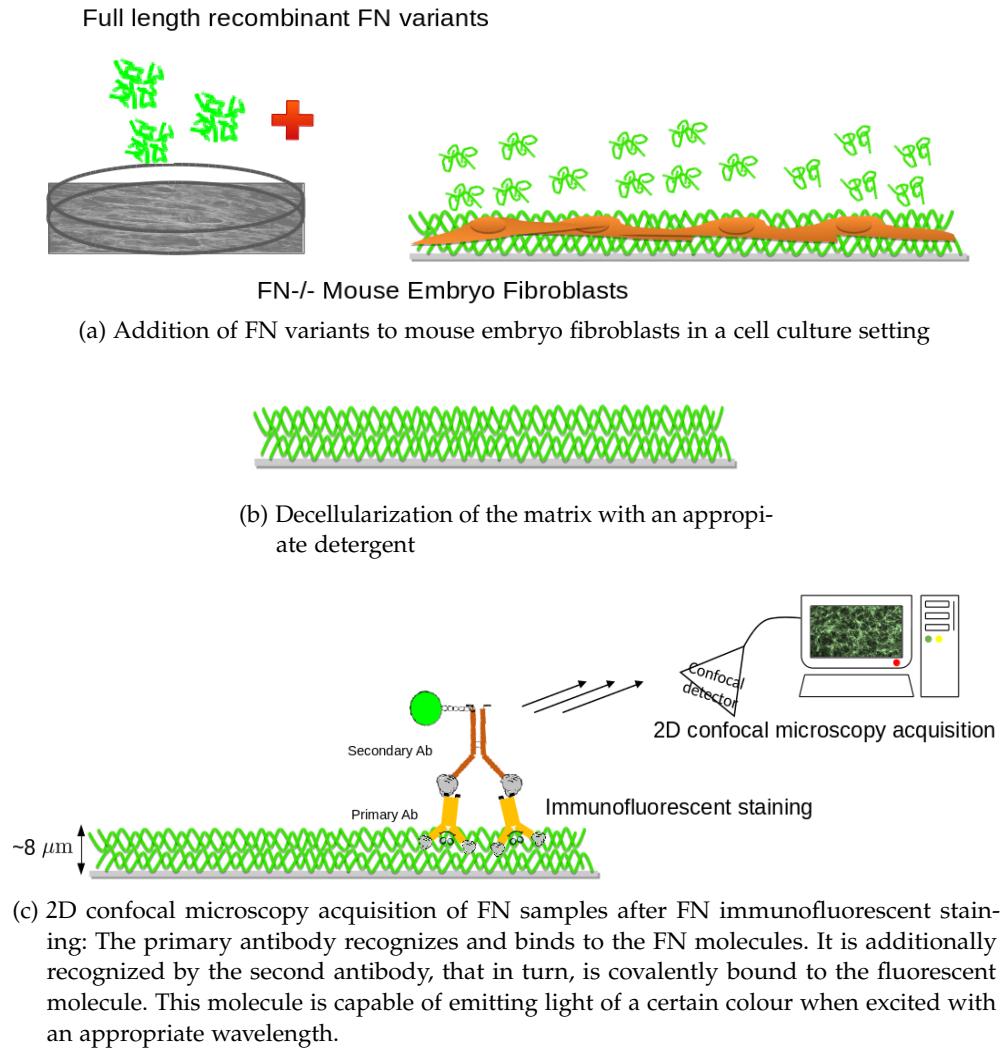 Full length recombinant FN variants
FN-/- Mouse Embryo Fibroblasts
(a) Addition of FN variants to mouse embryo fibroblasts in a cell culture setting
(b) Decellularization of the matrix with an appropi-
ate detergent
Confocal
detector
2D confocal microscopy acquisition
Secondary Ab
Primary Ab
Immunofluorescent staining
~8 μm
(c) 2D confocal microscopy acquisition of FN samples after FN immunofluorescent stain-
ing: The primary antibody recognizes and binds to the FN molecules. It is additionally
recognized by the second antibody, that in turn, is covalently bound to the fluorescent
molecule. This molecule is capable of emitting light of a certain colour when excited with
an appropriate wavelength.